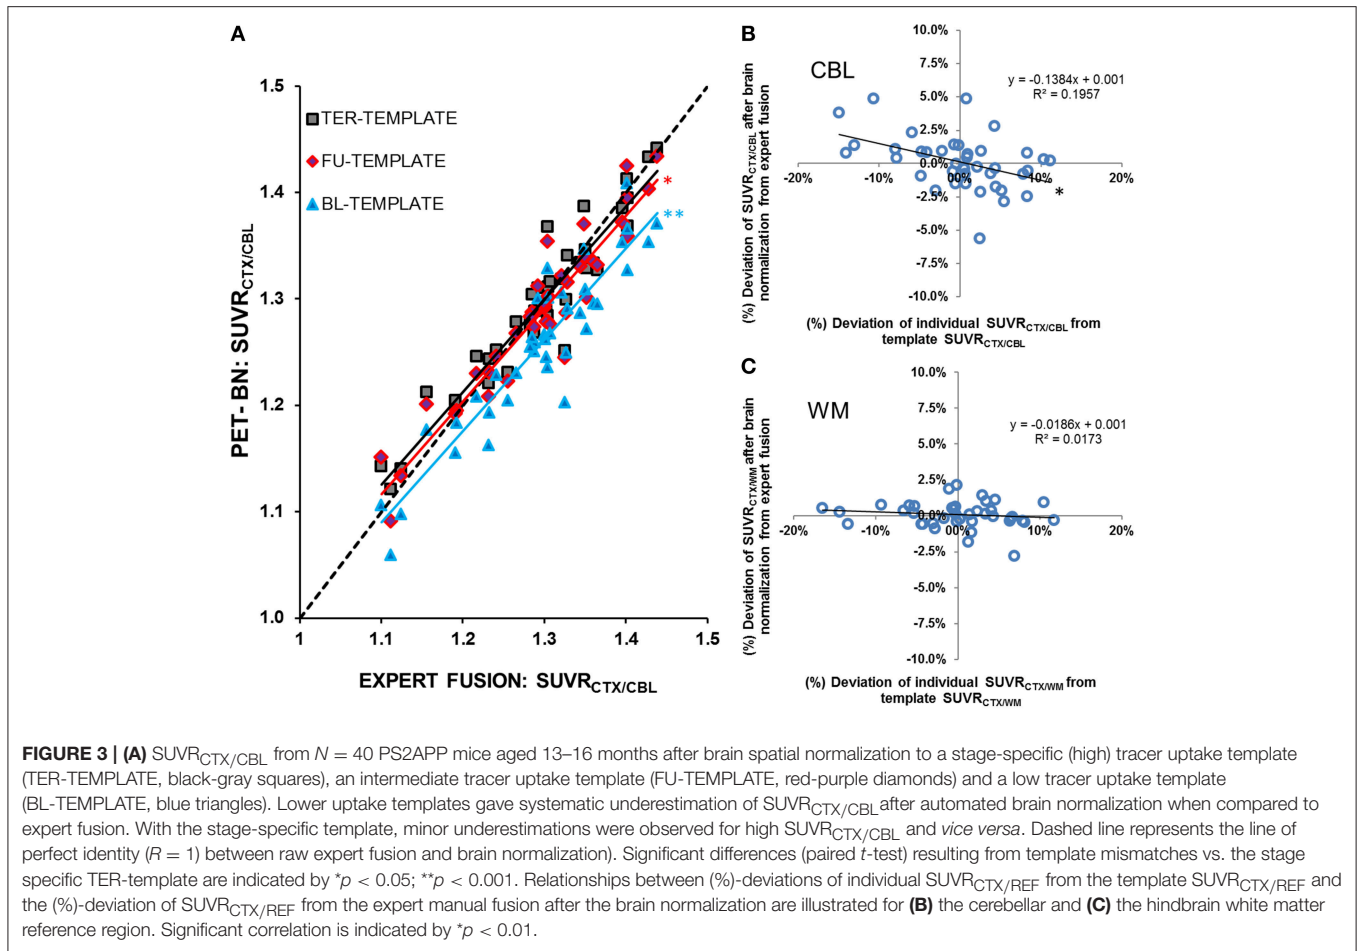 A
1.5
1.4
1.3
1.2
1.1
1.0
1
1.1
1.2
1.3
1.4
1.5
TER-TEMPLATE
FU-TEMPLATE
BL-TEMPLATE
*
**
PET- BN: SUVRCTX/CBL
EXPERT FUSION: SUVRCTX/CBL
B
CBL
10.0%
7.5%
5.0%
2.5%
0.0%
-2.5%
-5.0%
-7.5%
-10.0%
-20%
-10%
00%
10%
20%
y = -0.1384x + 0.001
R² = 0.1957
*
(%) Deviation of SUVRCTX/CBL after brain
normalization from expert fusion
(%) Deviation of individual SUVRCTX/CBL from
template SUVRCTX/CBL
C
WM
10.0%
7.5%
5.0%
2.5%
0.0%
-2.5%
-5.0%
-7.5%
-10.0%
-20%
-10%
00%
10%
20%
y = -0.0186x + 0.001
R² = 0.0173
(%) Deviation of SUVRCTX/WM after brain
normalization from expert fusion
(%) Deviation of individual SUVRCTX/WM from
template SUVRCTX/WM
FIGURE 3 | (A) SUVRCTX/CBL from N = 40 PS2APP mice aged 13–16 months after brain spatial normalization to a stage-specific (high) tracer uptake template
(TER-TEMPLATE, black-gray squares), an intermediate tracer uptake template (FU-TEMPLATE, red-purple diamonds) and a low tracer uptake template
(BL-TEMPLATE, blue triangles). Lower uptake templates gave systematic underestimation of SUVRCTX/CBL after automated brain normalization when compared to
expert fusion. With the stage-specific template, minor underestimations were observed for high SUVRCTX/CBL and vice versa. Dashed line represents the line of
perfect identity (R = 1) between raw expert fusion and brain normalization). Significant differences (paired t-test) resulting from template mismatches vs. the stage
specific TER-template are indicated by *p < 0.05; **p < 0.001. Relationships between (%)-deviations of individual SUVRCTX/REF from the template SUVRCTX/REF and
the (%)-deviation of SUVRCTX/REF from the expert manual fusion after the brain normalization are illustrated for (B) the cerebellar and (C) the hindbrain white matter
reference region. Significant correlation is indicated by *p < 0.01.